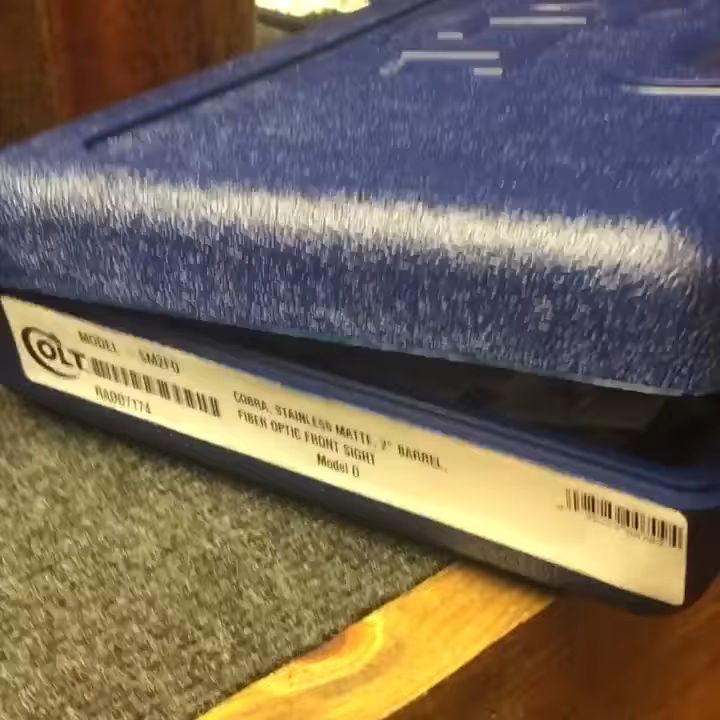 COLT
MODEL SM2FO
RA007174
COBRA, STAINLESS MATTE, 2" BARREL,
FIBER OPTIC FRONT SIGHT
Model O